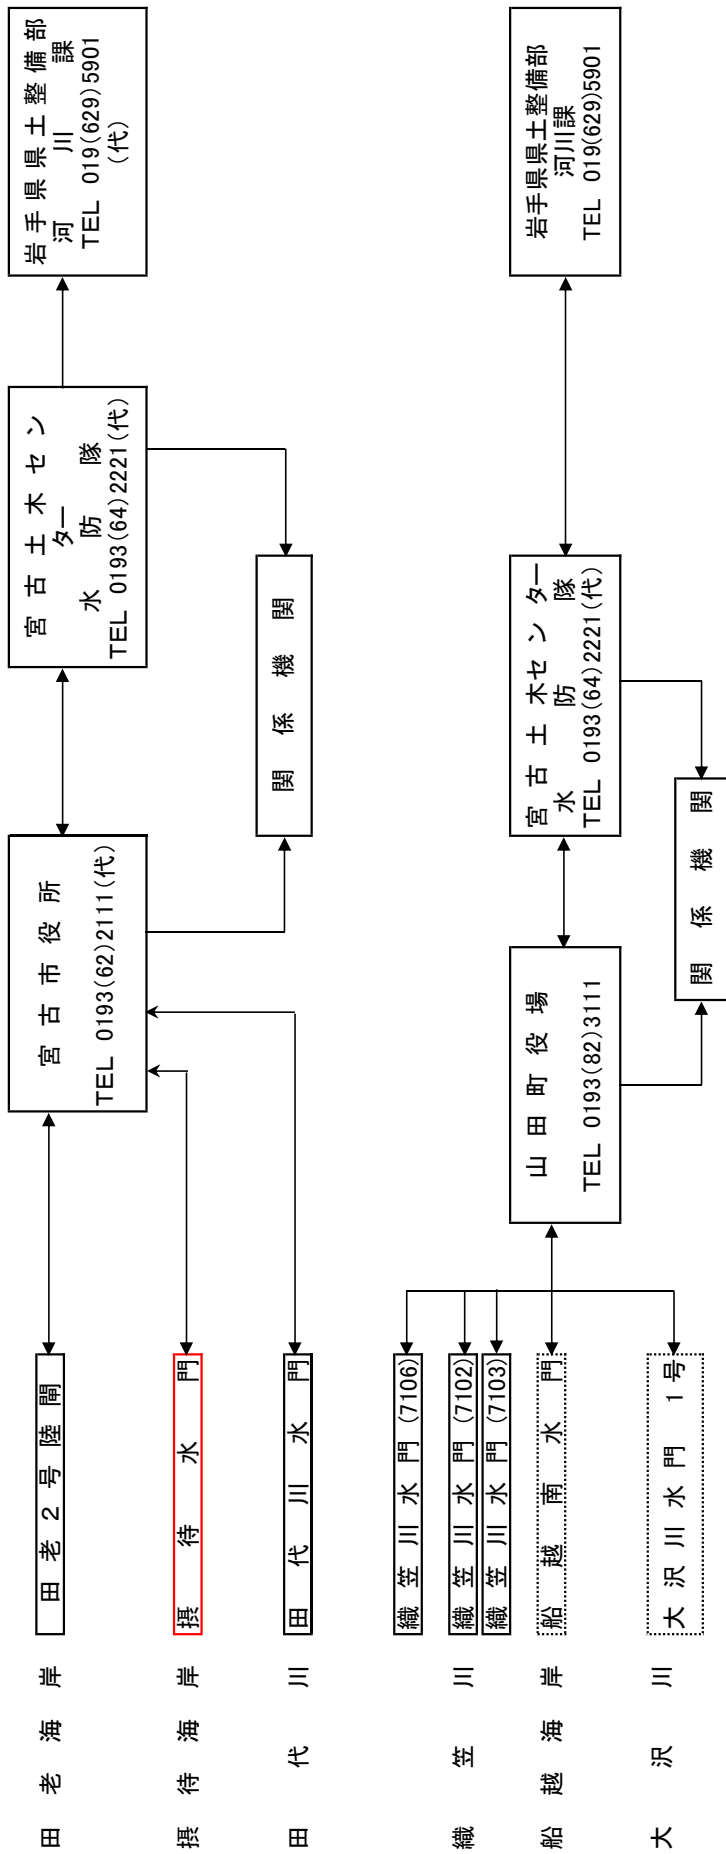 田老海岸
田老２号陸閘
宮古市役所
TEL 0193(62)2111(代)
宮古土木セン
ター
水防隊
TEL 0193(64)2221(代)
岩手県県土整備部
河川課
TEL 019(629)5901
(代)
摂待海岸
摂待水門
田代川
田代川水門
関係機関
織笠川
織笠川水門(7106)
織笠川水門(7102)
織笠川水門(7103)
船越海岸
船越南水門
大沢川
大沢川水門 1号
山田町役場
TEL 0193(82)3111
宮古土木センター
水防隊
TEL 0193(64)2221(代)
岩手県県土整備部
河川課
TEL 019(629)5901
関係機関